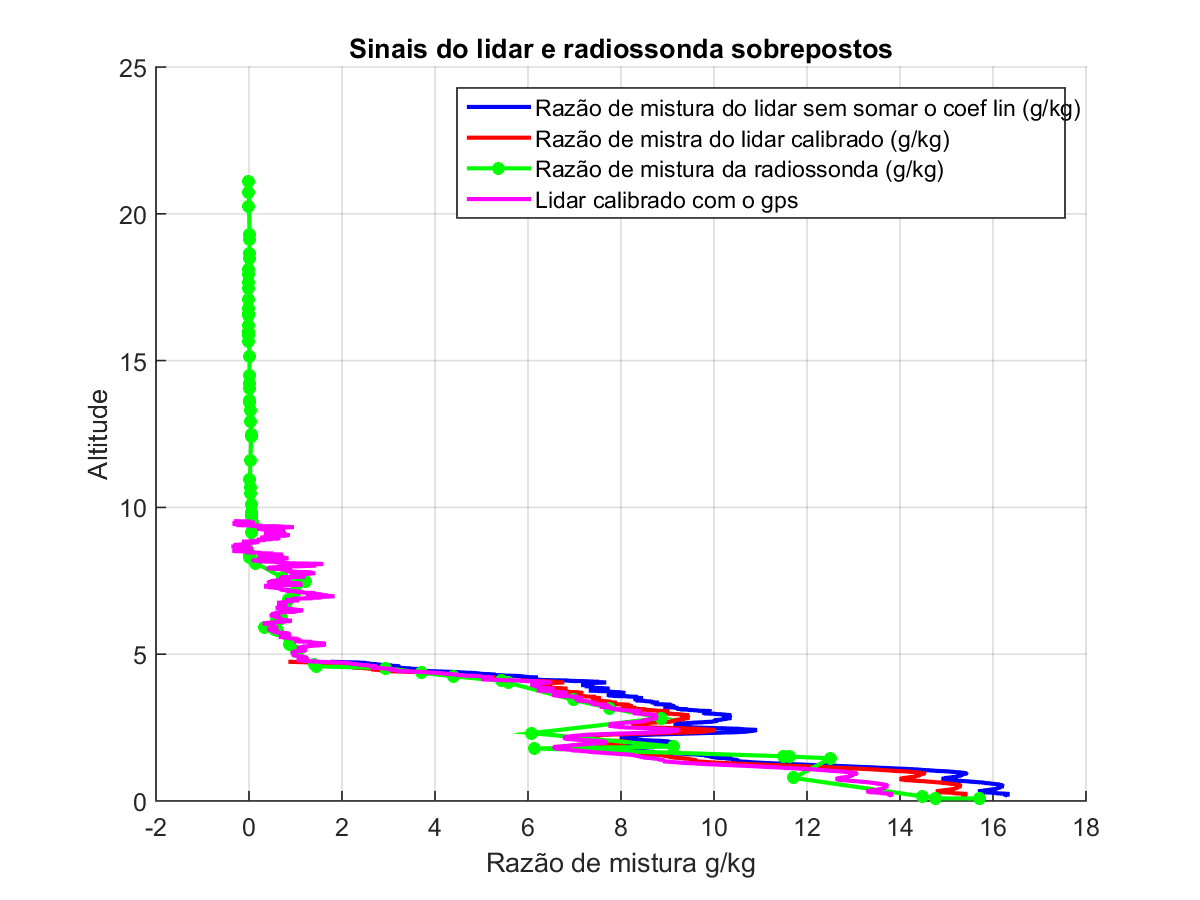 Sinais do lidar e radiossonda sobrepostos
25
20
15
10
5
0
Altitude
Razão de mistura do lidar sem somar o coef lin (g/kg)
Razão de mistra do lidar calibrado (g/kg)
Razão de mistura da radiossonda (g/kg)
Lidar calibrado com o gps
-2 0 2 4 6 8 10 12 14 16 18
Razão de mistura g/kg